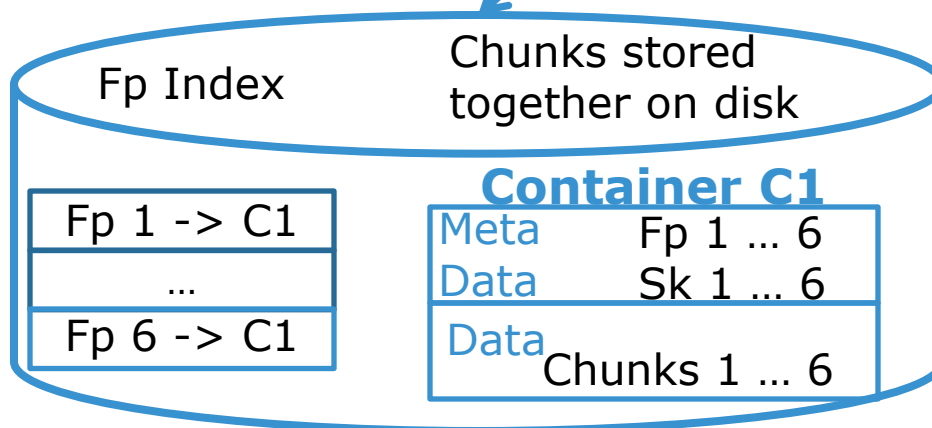 Fp Index
Chunks stored
together on disk
Fp 1 -> C1
…
Fp 6 -> C1
Container C1
Meta
Data
Fp 1 … 6
Sk 1 … 6
Data
Chunks 1 … 6